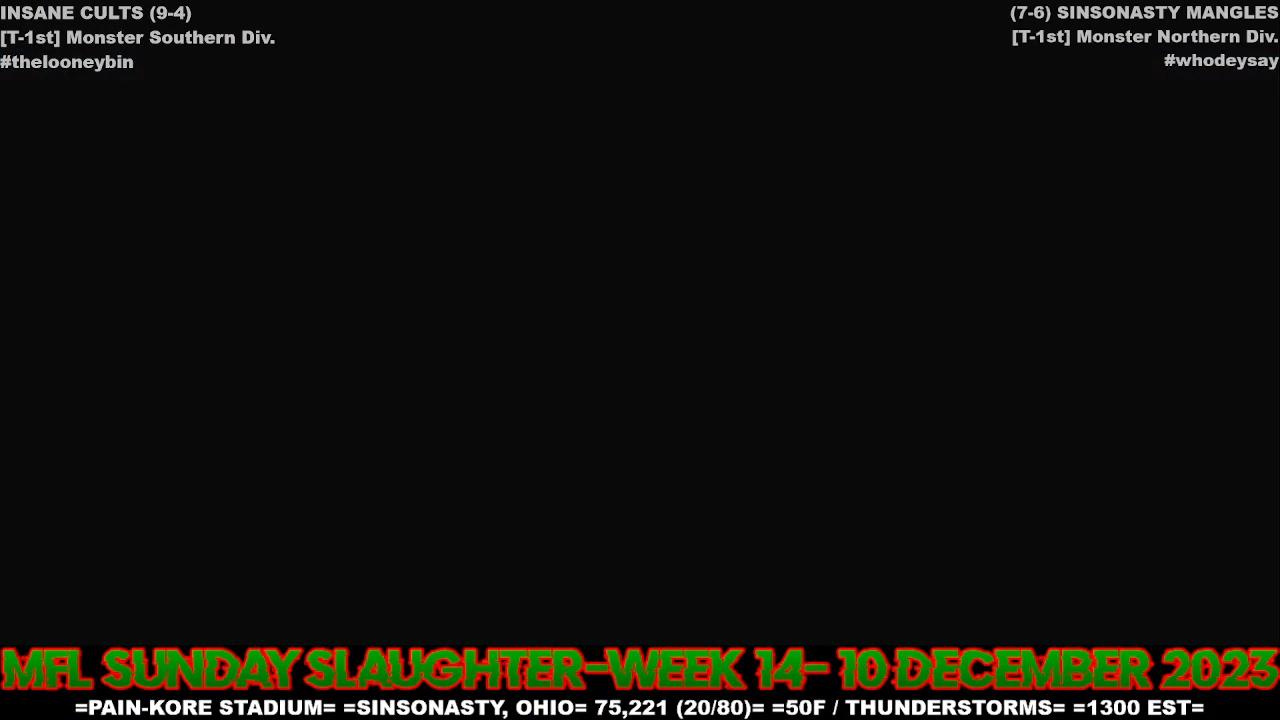 INSANE CULTS (9-4)
[T-1st] Monster Southern Div.
#thelooneybin
(7-6) SINSONASTY MANGLES
[T-1st] Monster Northern Div.
#whodeysay
MFL SUNDAY SLAUGHTER-WEEK 14- 10 DECEMBER 2023
=PAIN-KORE STADIUM= =SINSONASTY, OHIO= 75,221 (20/80)= =50F / THUNDERSTORMS= =1300 EST=